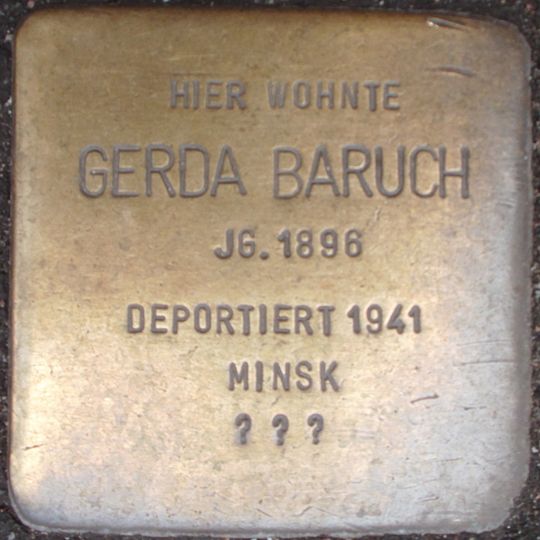 HIER WOHNTE
GERDA BARUCH
JG. 1896
DEPORTIERT 1941
MINSK
? ? ?